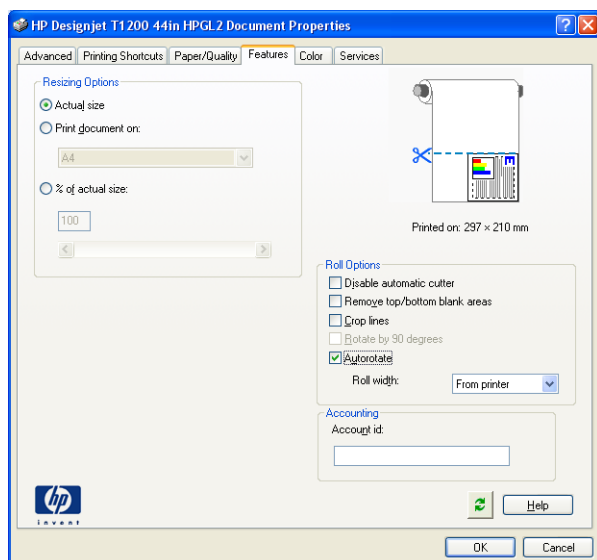 HP Designjet T1200 44in HPGL2 Document Properties
Advanced Printing Shortcuts Paper/Quality Features Color Services
Resizing Options
Actual size
Print document on:
A4
% of actual size:
100
Printed on: 297 × 210 mm
Roll Options
Disable automatic cutter
Remove top/bottom blank areas
Crop lines
Rotate by 90 degrees
Autorotate
Roll width: From printer
Accounting
Account id:
hp
invent
Help
OK Cancel